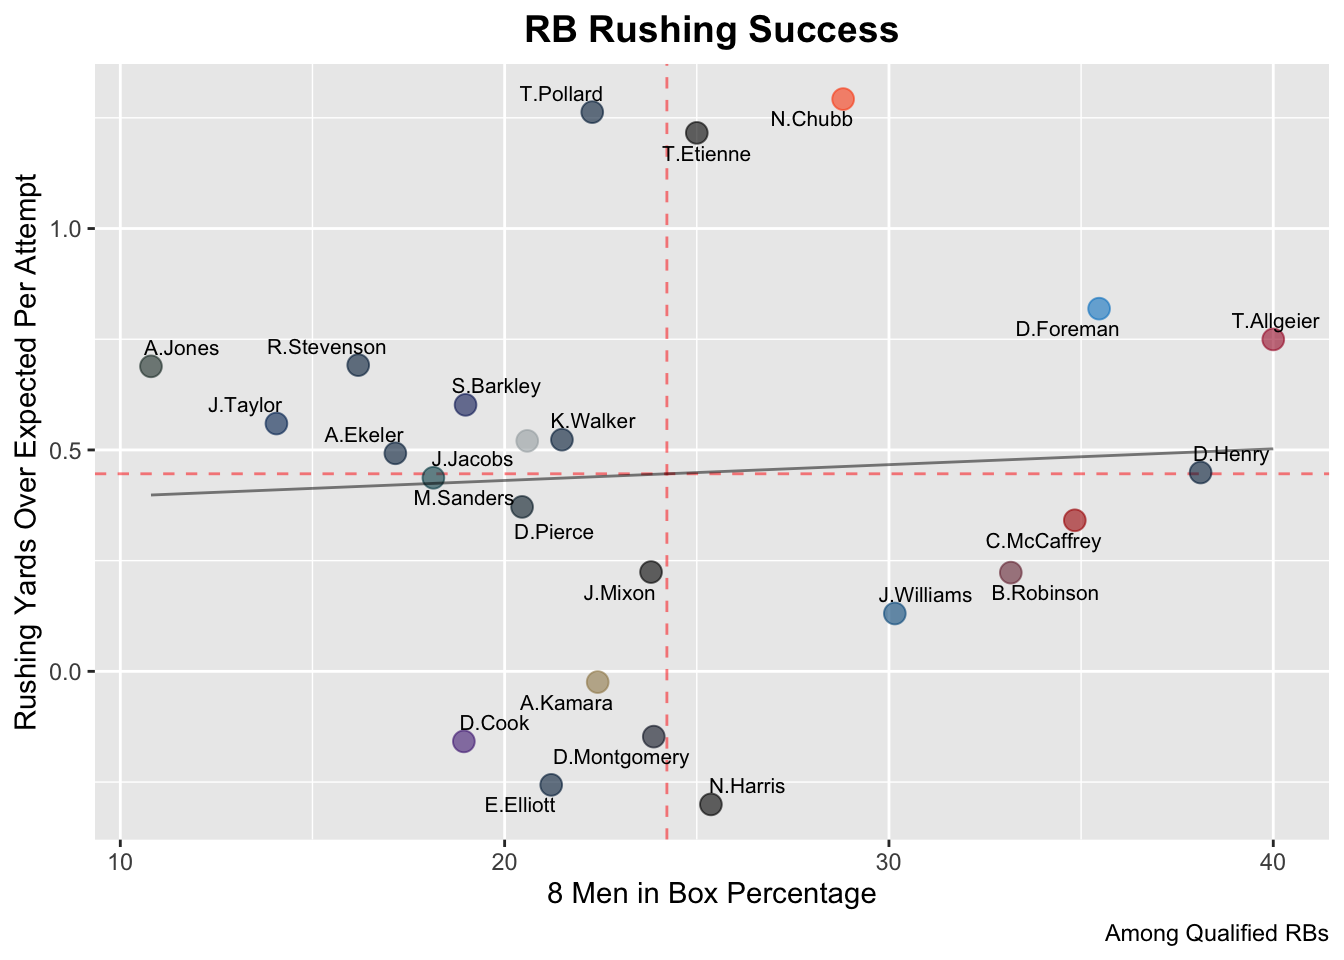 RB Rushing Success
Rushing Yards Over Expected Per Attempt
1.0
0.5
0.0
T.Pollard
N.Chubb
T.Etienne
D.Foreman
T.Allgeier
A.Jones
R.Stevenson
S.Barkley
J.Taylor
K.Walker
A.Ekeler
J.Jacobs
D.Henry
M.Sanders
D.Pierce
C.McCaffrey
J.Mixon
J.Williams
B.Robinson
A.Kamara
D.Cook
D.Montgomery
N.Harris
E.Elliott
10
20
30
40
8 Men in Box Percentage
Among Qualified RBs